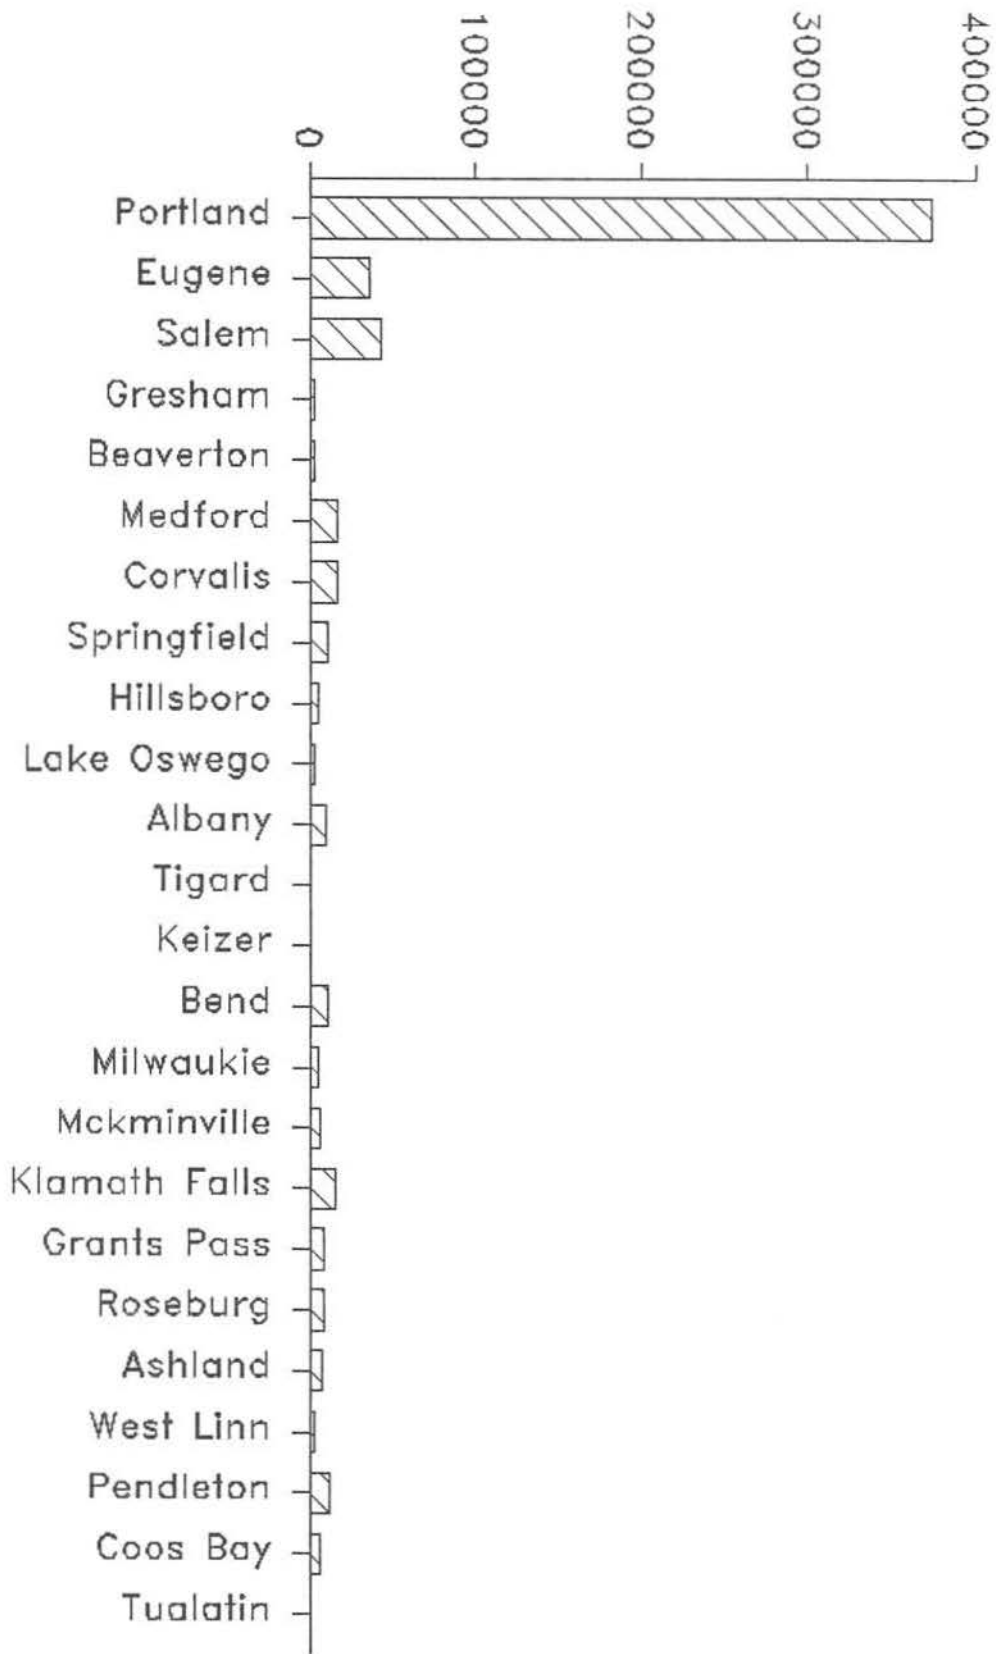 0
100000
200000
300000
400000
Portland
Eugene
Salem
Gresham
Beaverton
Medford
Corvalis
Springfield
Hillsboro
Lake Oswego
Albany
Tigard
Keizer
Bend
Milwaukie
Mckminville
Klamath Falls
Grants Pass
Roseburg
Ashland
West Linn
Pendleton
Coos Bay
Tualatin